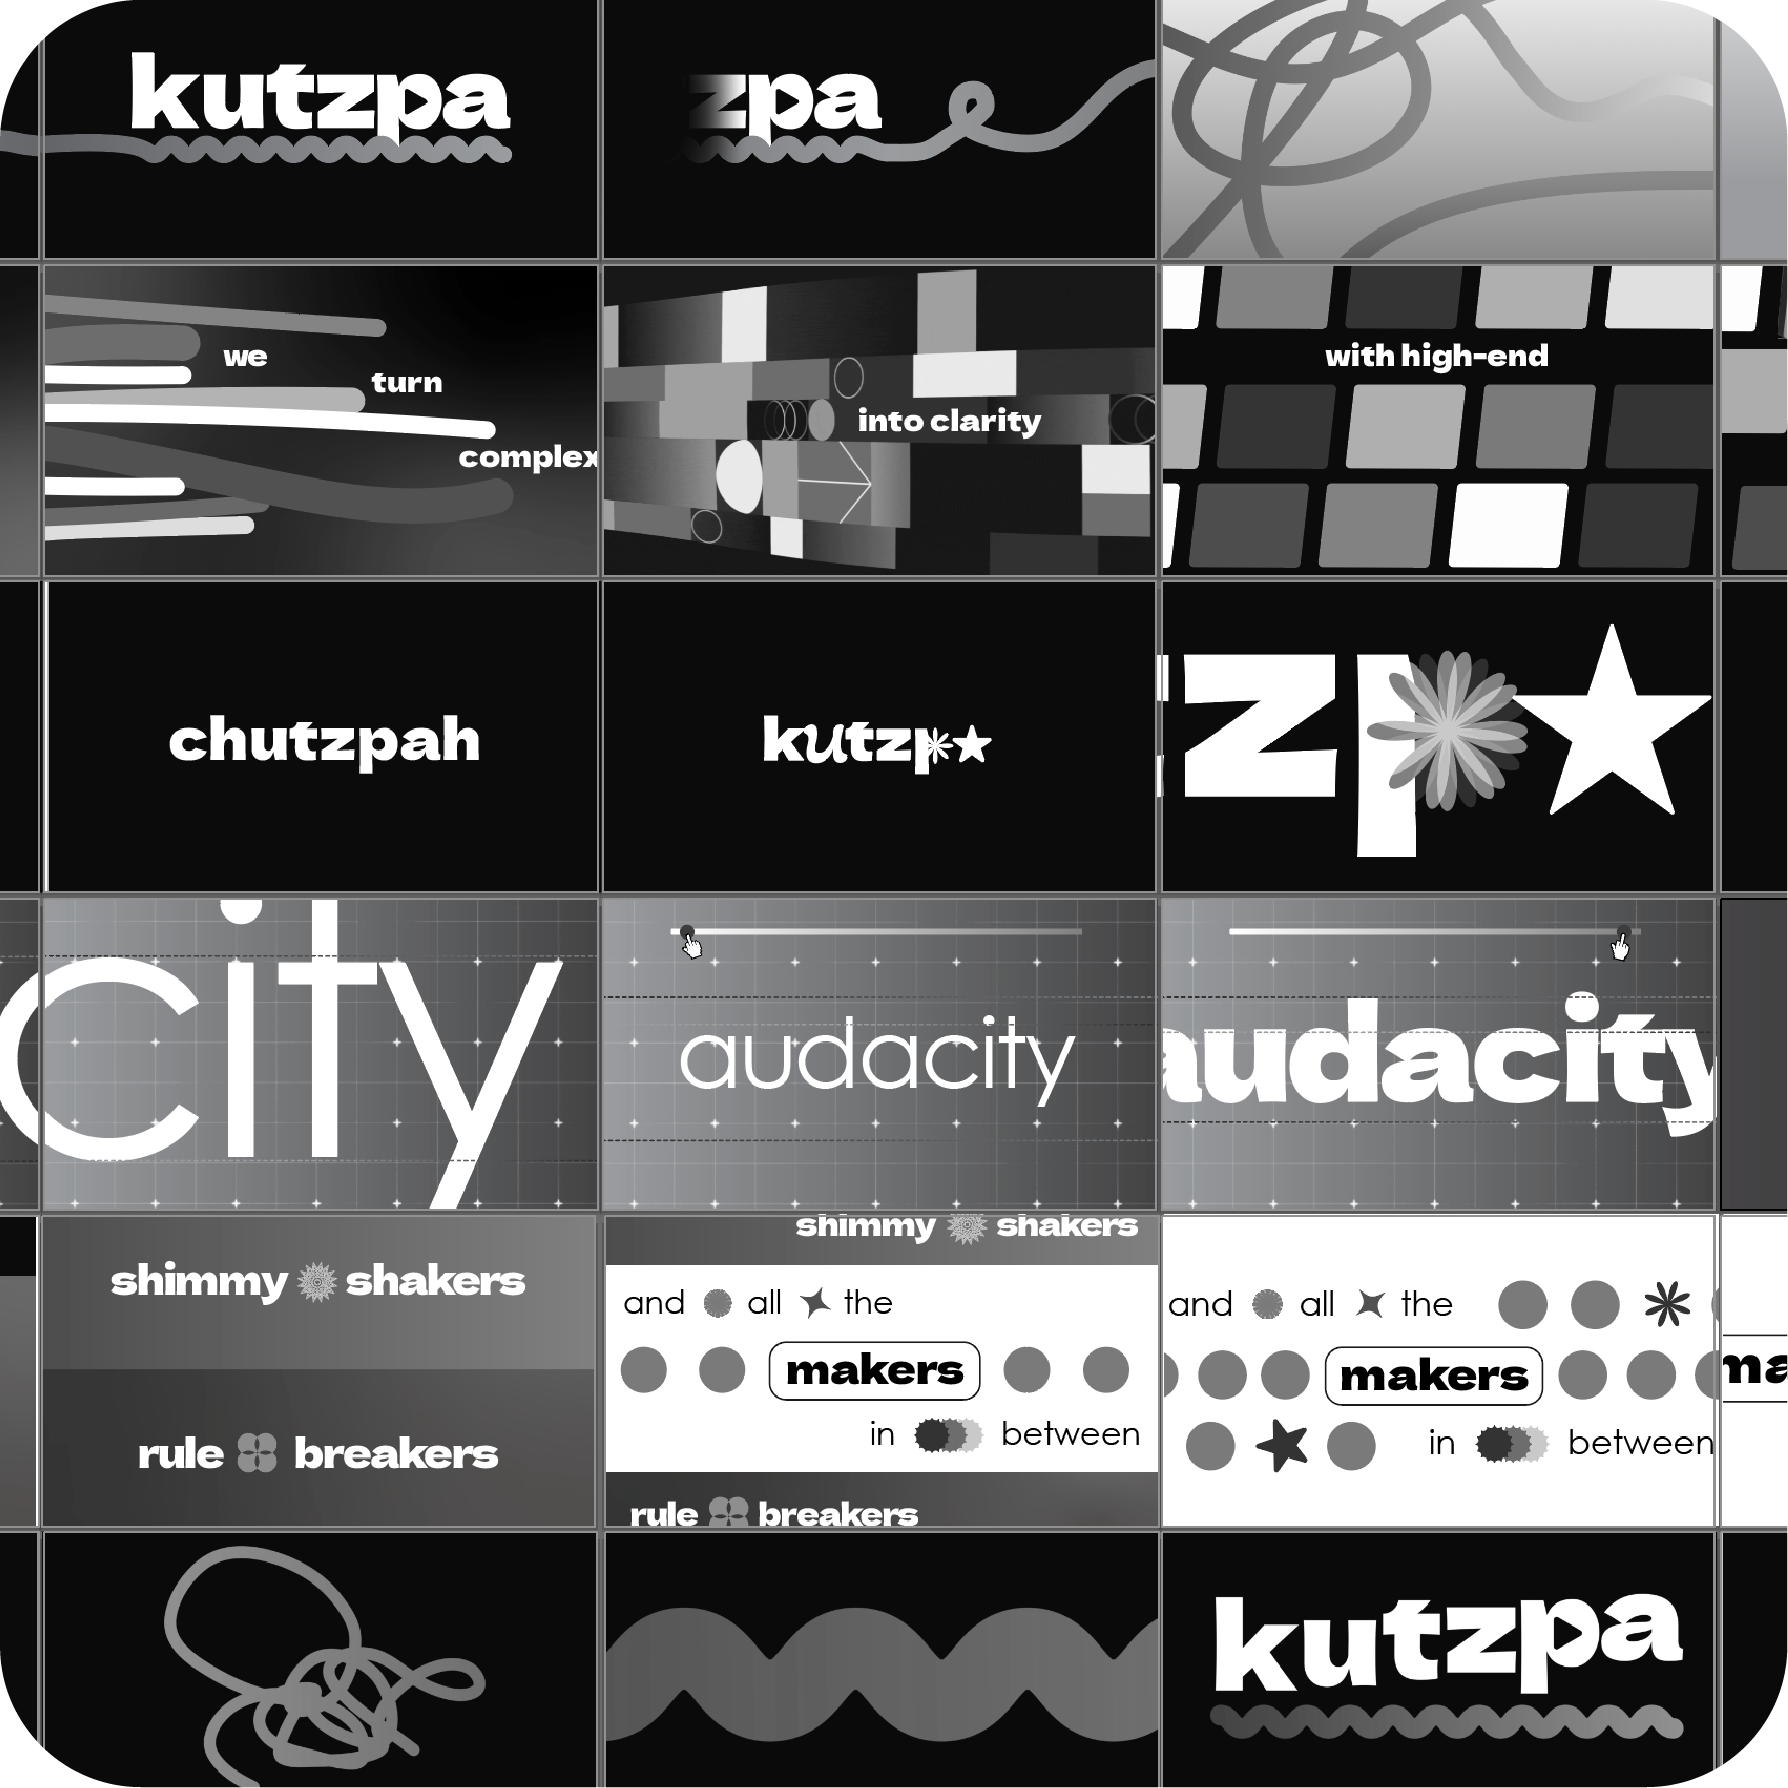 kutzpa
zpa
we
turn
complex
into clarity
with high-end
chutzpah
kutzp★
zp★
city
audacity
audacity
shimmy shakers
rule breakers
shimmy shakers
and all the
makers
in between
rule breakers
and all the
makers
in between
ma
kutzpa